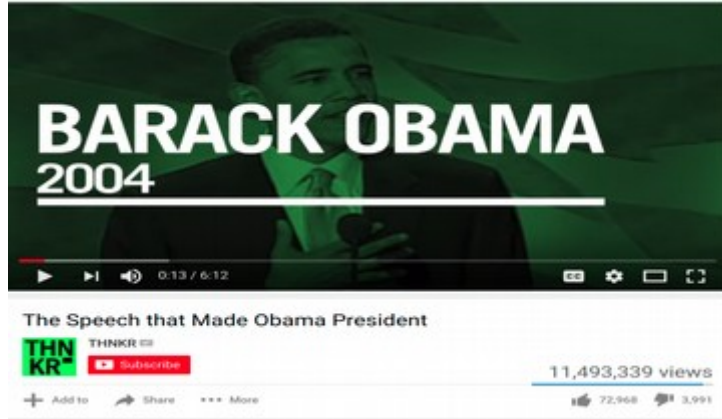 BARACK OBAMA
2004
0:13 / 6:12
CC
The Speech that Made Obama President
THN
KR
THNKR
Subscribe
11,493,339 views
Add to Share More
72,968 3,991